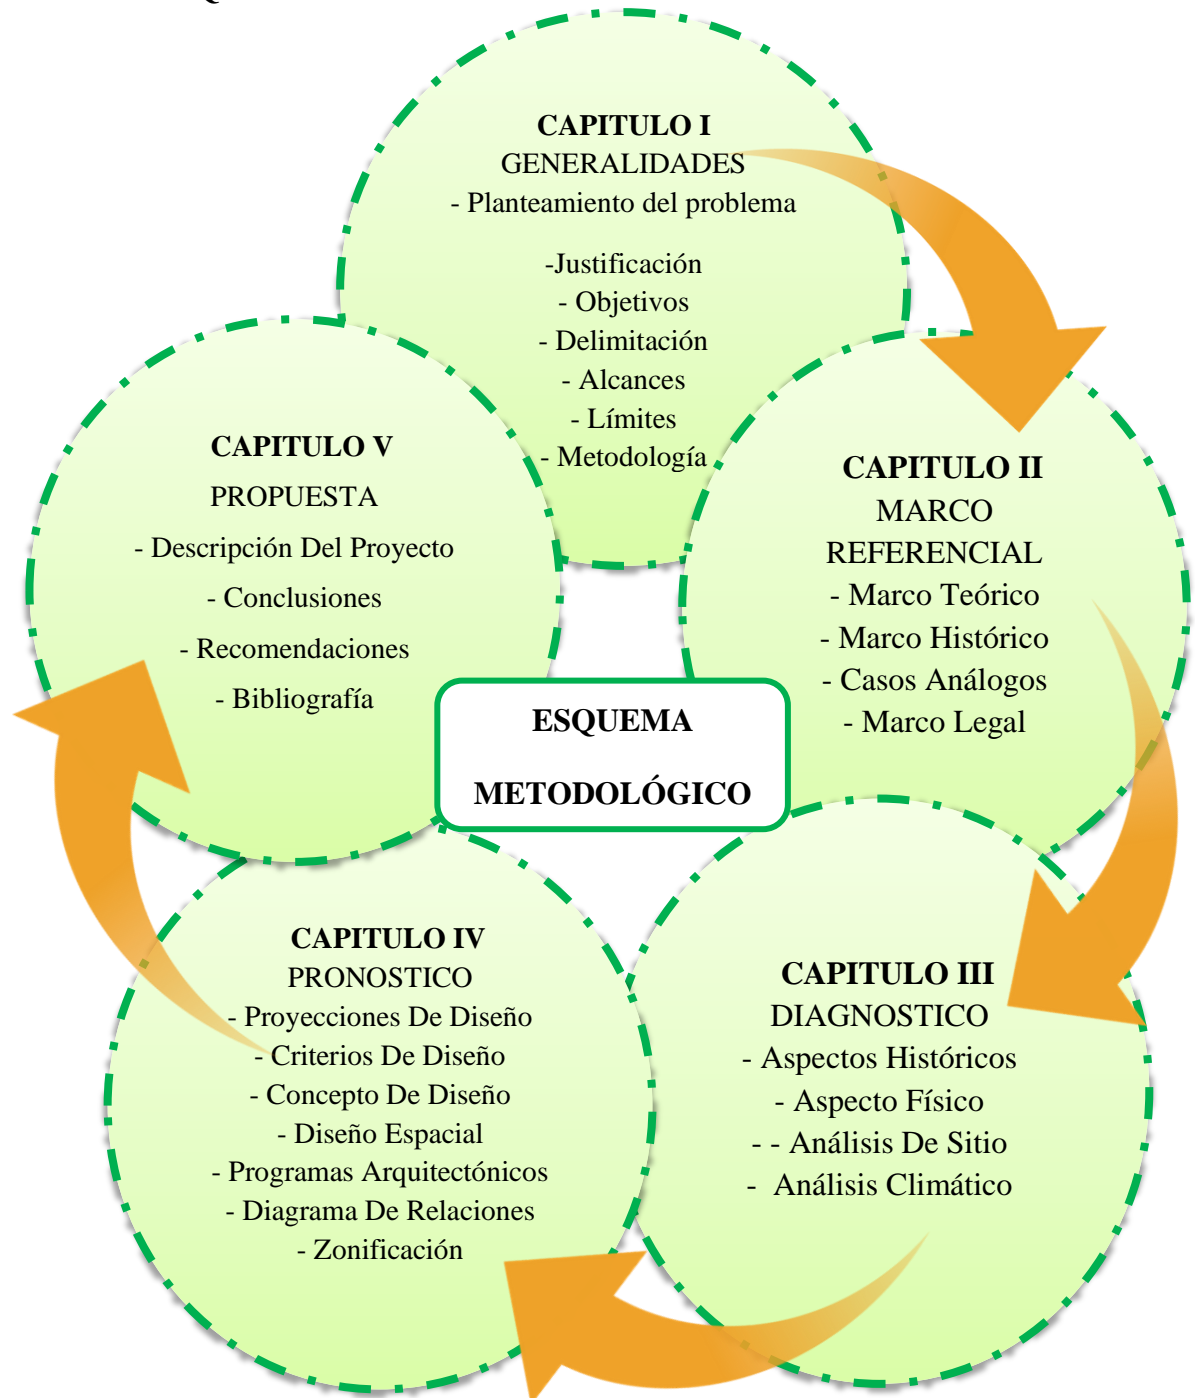 CAPITULO I
GENERALIDADES
- Planteamiento del problema
-Justificación
- Objetivos
- Delimitación
- Alcances
- Límites
- Metodología
CAPITULO II
MARCO
REFERENCIAL
- Marco Teórico
- Marco Histórico
- Casos Análogos
- Marco Legal
CAPITULO III
DIAGNOSTICO
- Aspectos Históricos
- Aspecto Físico
- - Análisis De Sitio
- Análisis Climático
CAPITULO IV
PRONOSTICO
- Proyecciones De Diseño
- Criterios De Diseño
- Concepto De Diseño
- Diseño Espacial
- Programas Arquitectónicos
- Diagrama De Relaciones
- Zonificación
CAPITULO V
PROPUESTA
- Descripción Del Proyecto
- Conclusiones
- Recomendaciones
- Bibliografía
ESQUEMA
METODOLÓGICO